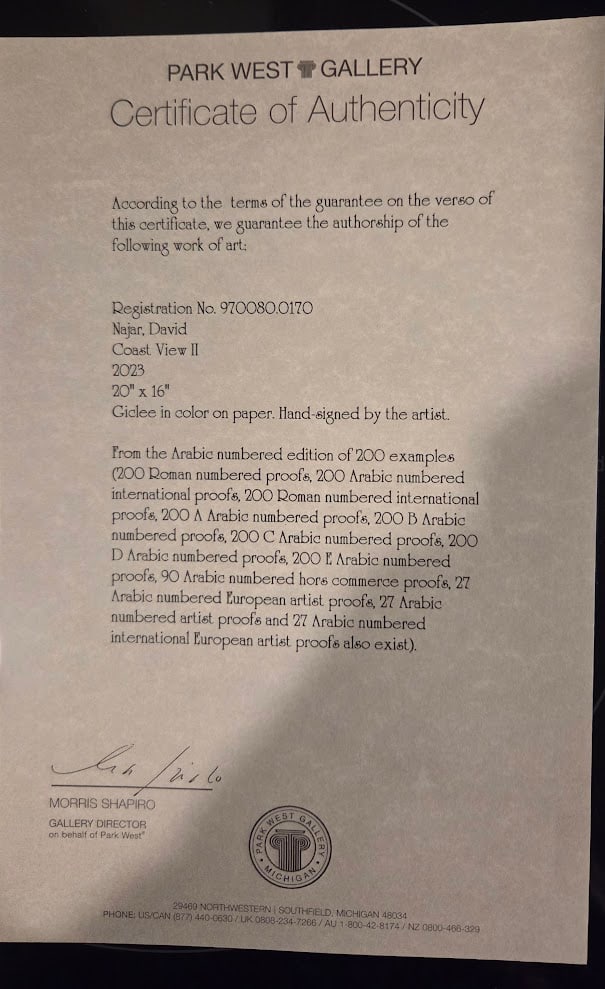 PARK WEST GALLERY
Certificate of Authenticity
According to the terms of the guarantee on the verso of
this certificate, we guarantee the authorship of the
following work of art:
Registration No. 970080.0170
Najar, David
Coast View II
2023
20" x 16"
Giclee in color on paper. Hand-signed by the artist.
From the Arabic numbered edition of 200 examples
(200 Roman numbered proofs, 200 Arabic numbered
international proofs, 200 Roman numbered international
proofs, 200 A Arabic numbered proofs, 200 B Arabic
numbered proofs, 200 C Arabic numbered proofs, 200
D Arabic numbered proofs, 200 E Arabic numbered
proofs, 90 Arabic numbered hors commerce proofs, 27
Arabic numbered European artist proofs, 27 Arabic
numbered artist proofs and 27 Arabic numbered
international European artist proofs also exist).
MORRIS SHAPIRO
GALLERY DIRECTOR
on behalf of Park West®
PARK WEST GALLERY
MICHIGAN
29469 NORTHWESTERN | SOUTHFIELD, MICHIGAN 48034
PHONE: US/CAN (877) 440-0630 / UK 0808-234-7266 / AU 1-800-42-8174 / NZ 0800-466-329